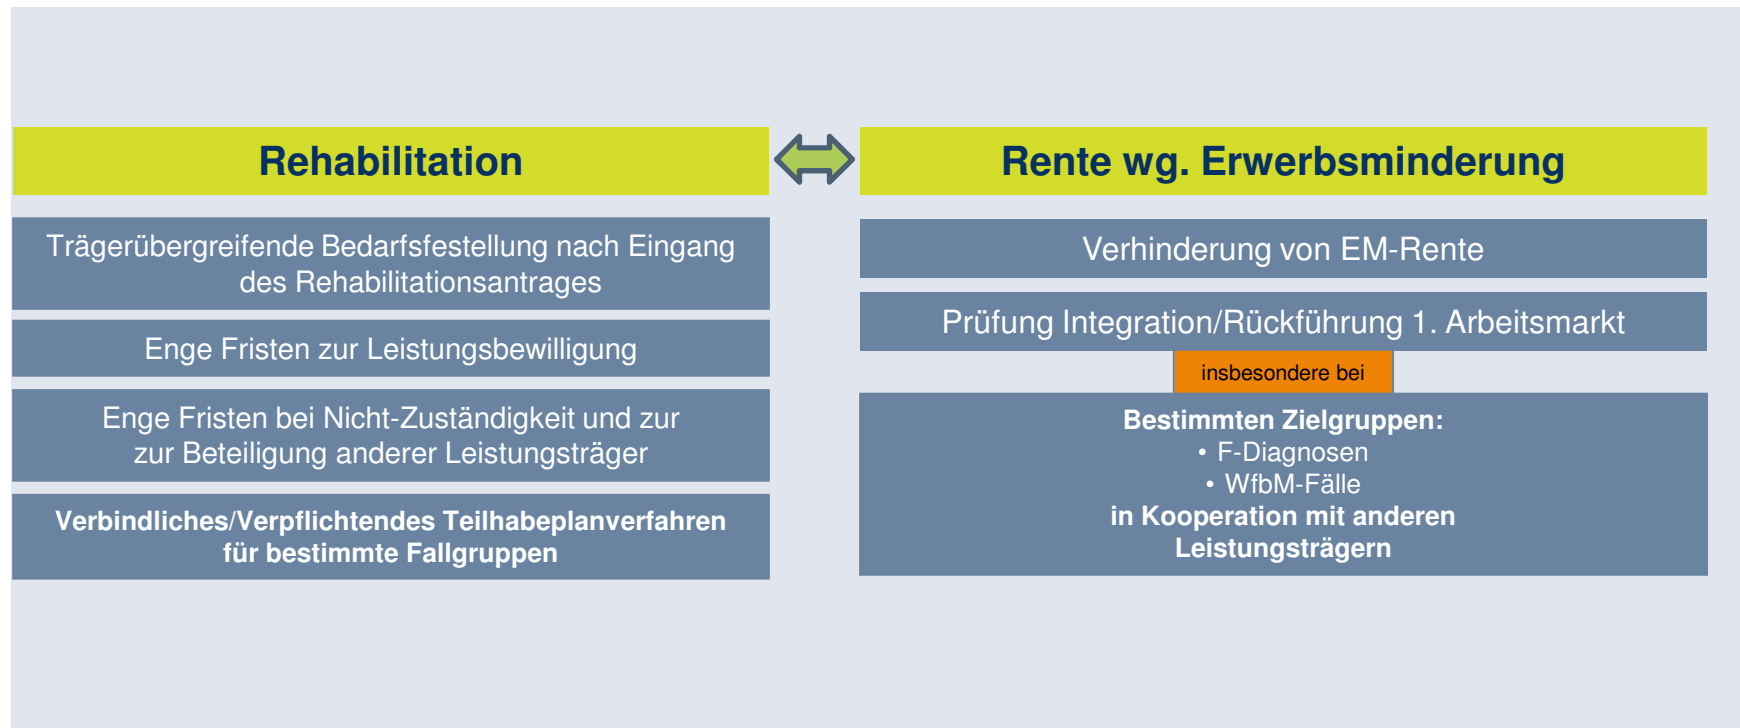 Rehabilitation
Trägerübergreifende Bedarfsfestellung nach Eingang
des Rehabilitationsantrages
Enge Fristen zur Leistungsbewilligung
Enge Fristen bei Nicht-Zuständigkeit und zur
zur Beteiligung anderer Leistungsträger
Verbindliches/Verpflichtendes Teilhabeplanverfahren
für bestimmte Fallgruppen
Rente wg. Erwerbsminderung
Verhinderung von EM-Rente
Prüfung Integration/Rückführung 1. Arbeitsmarkt
insbesondere bei
Bestimmten Zielgruppen:
• F-Diagnosen
• WfbM-Fälle
in Kooperation mit anderen
Leistungsträgern